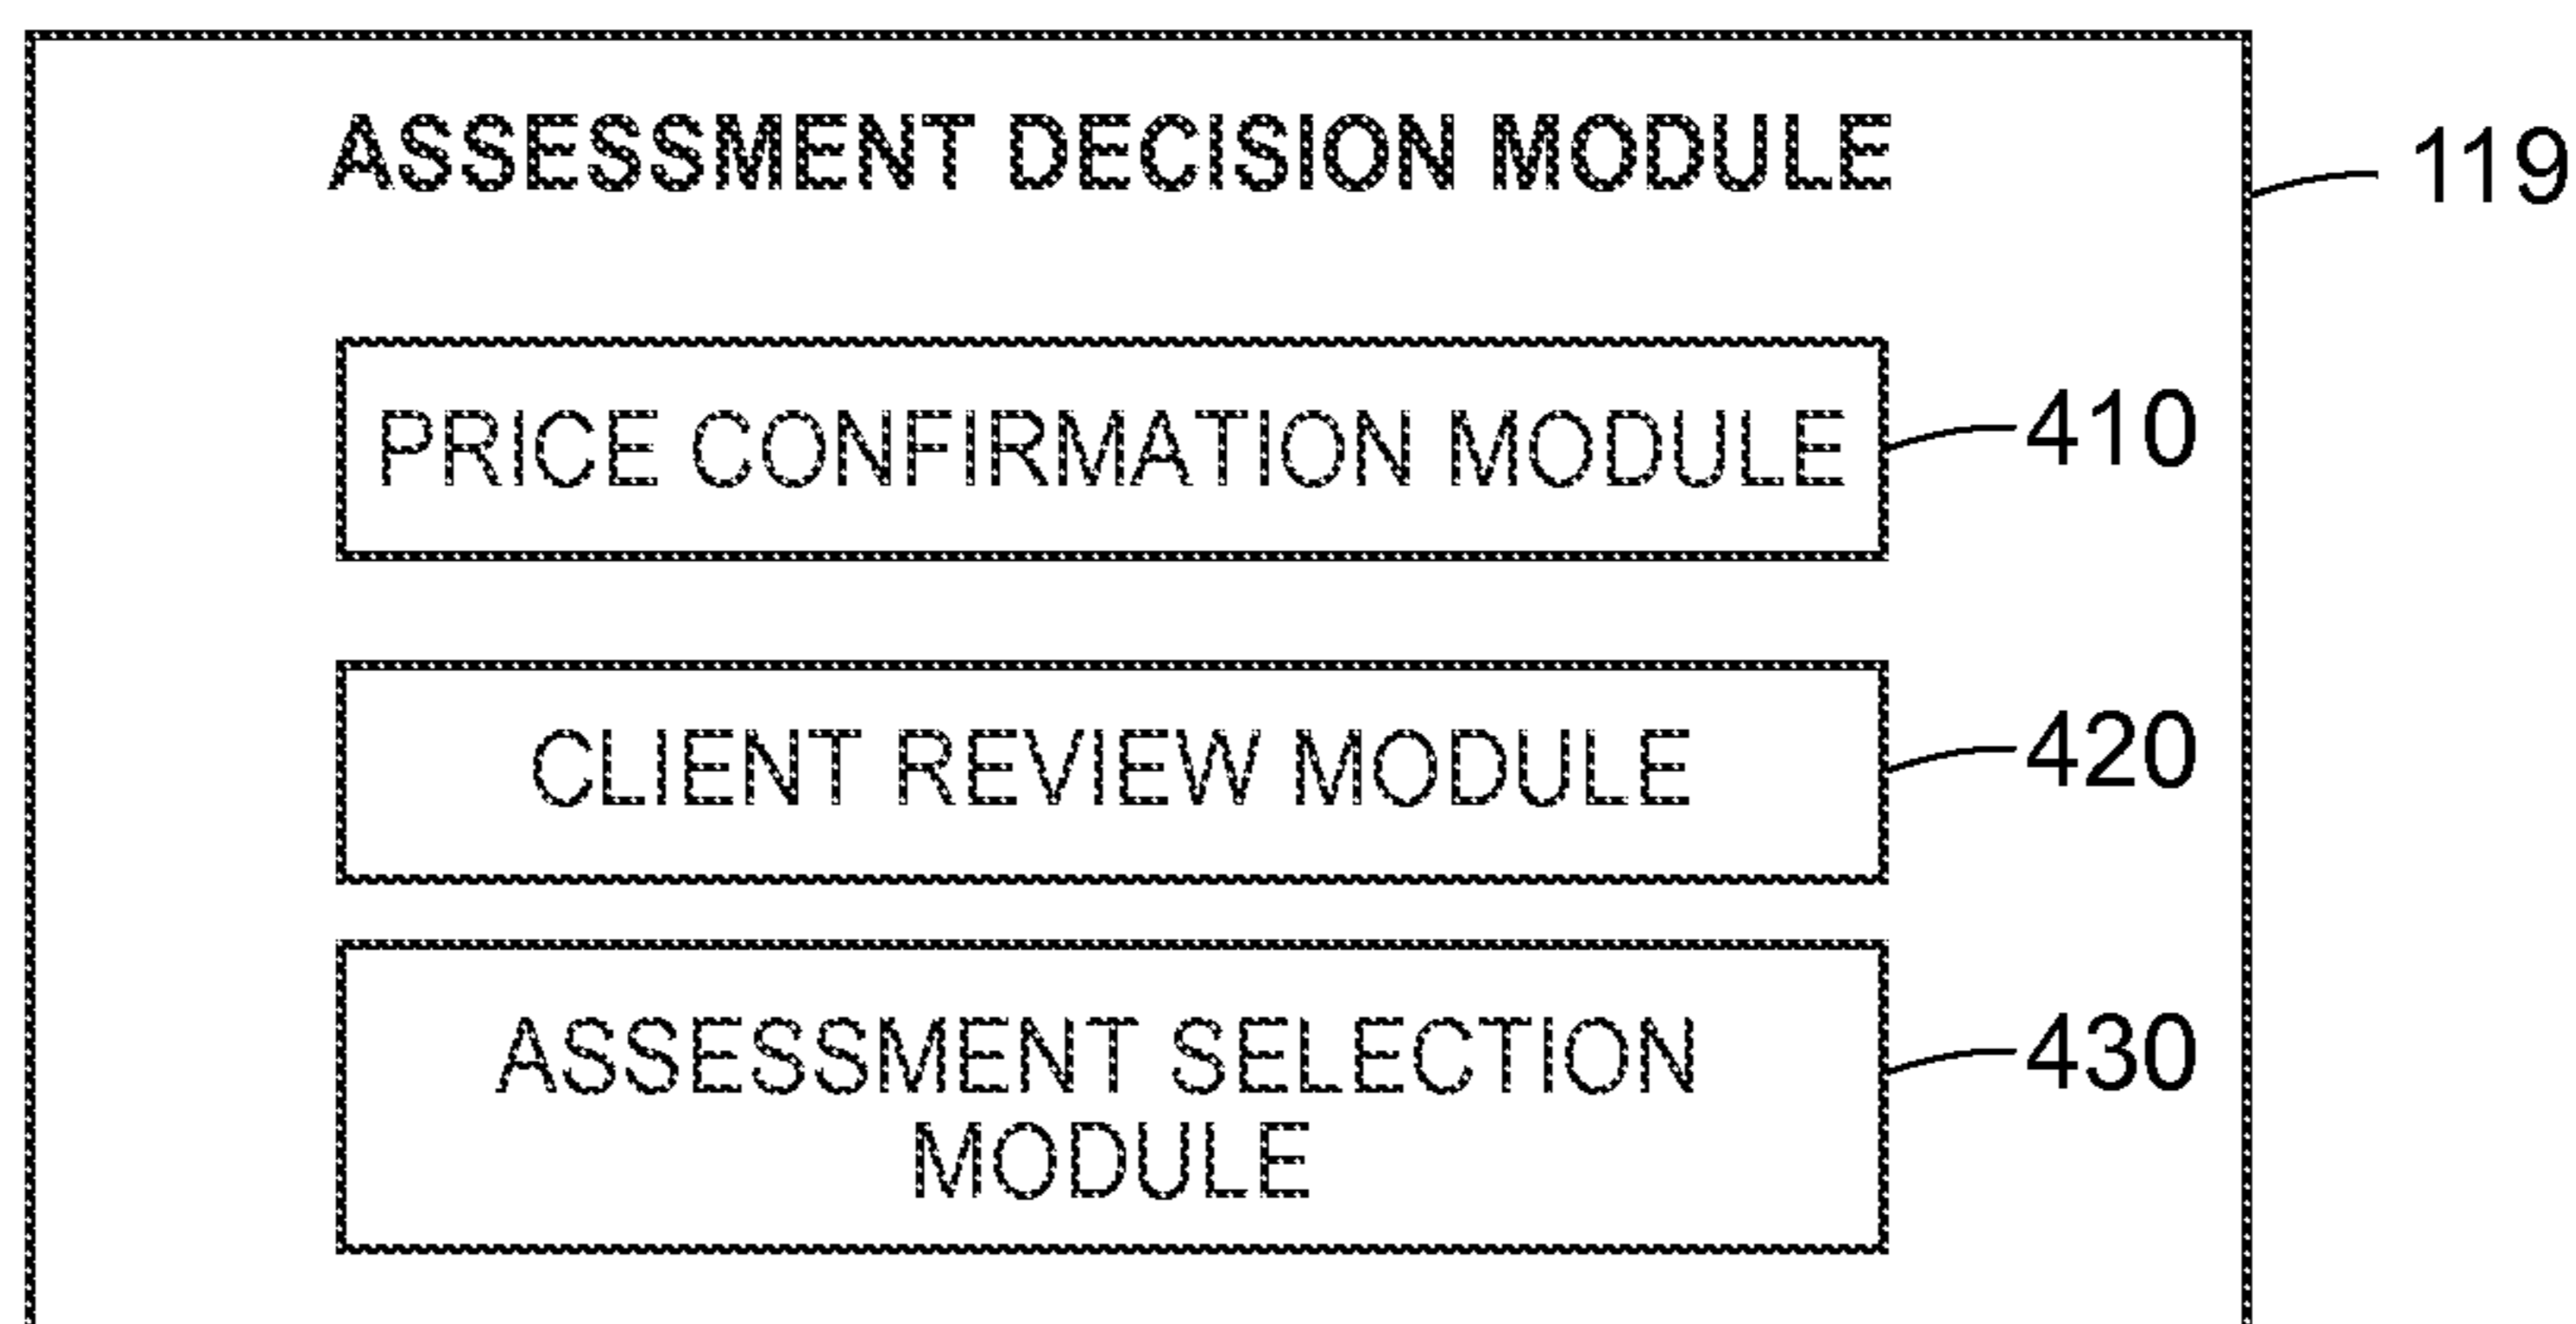 ASSESSMENT DECISION MODULE
119
PRICE CONFIRMATION MODULE
410
CLIENT REVIEW MODULE
420
ASSESSMENT SELECTION
MODULE
430